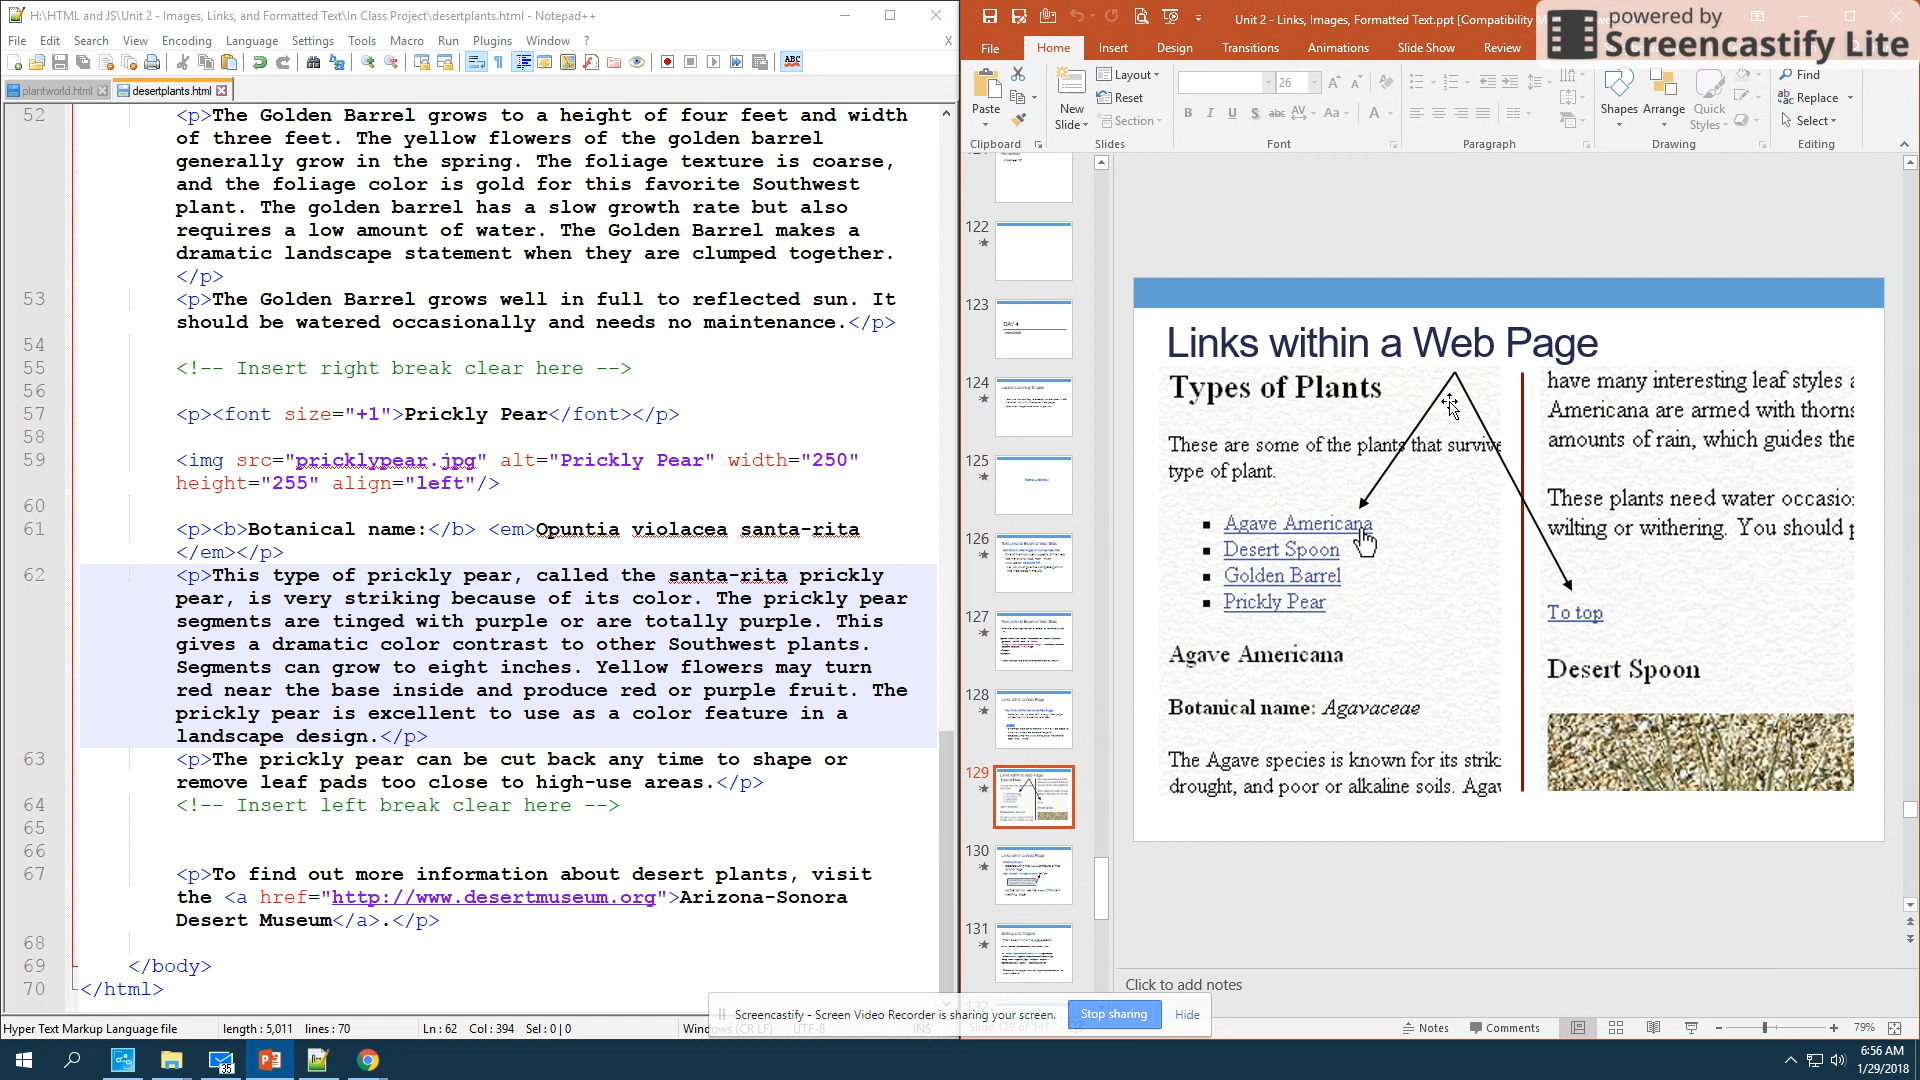 H:\HTML and JS\Unit 2 - Images, Links, and Formatted Text\In Class Project\desertplants.html - Notepad++
File Edit Search View Encoding Language Settings Tools Macro Run Plugins Window ? X
plantworld.html desertplants.html
52 <p>The Golden Barrel grows to a height of four feet and width
of three feet. The yellow flowers of the golden barrel
generally grow in the spring. The foliage texture is coarse,
and the foliage color is gold for this favorite Southwest
plant. The golden barrel has a slow growth rate but also
requires a low amount of water. The Golden Barrel makes a
dramatic landscape statement when they are clumped together.
</p>
53 <p>The Golden Barrel grows well in full to reflected sun. It
should be watered occasionally and needs no maintenance.</p>
54
55 <!-- Insert right break clear here -->
56
57 <p><font size="+1">Prickly Pear</font></p>
58
59 <img src="pricklypear.jpg" alt="Prickly Pear" width="250"
height="255" align="left"/>
60
61 <p><b>Botanical name:</b> <em>Opuntia violacea santa-rita
</em></p>
62 <p>This type of prickly pear, called the santa-rita prickly
pear, is very striking because of its color. The prickly pear
segments are tinged with purple or are totally purple. This
gives a dramatic color contrast to other Southwest plants.
Segments can grow to eight inches. Yellow flowers may turn
red near the base inside and produce red or purple fruit. The
prickly pear is excellent to use as a color feature in a
landscape design.</p>
63 <p>The prickly pear can be cut back any time to shape or
remove leaf pads too close to high-use areas.</p>
64 <!-- Insert left break clear here -->
65
66
67 <p>To find out more information about desert plants, visit
the <a href="http://www.desertmuseum.org">Arizona-Sonora
Desert Museum</a>.</p>
68
69 </body>
70 </html>
Hyper Text Markup Language file length : 5,011 lines : 70 Ln : 62 Col : 394 Sel : 0 | 0 Windows (CR LF) UTF-8 INS
Unit 2 - Links, Images, Formatted Text.ppt [Compatibility M
powered by
Screencastify Lite
File Home Insert Design Transitions Animations Slide Show Review
Paste
Clipboard
New
Slide
Layout
Reset
Section
Slides
26
Font
Paragraph
Shapes Arrange Quick
Styles
Drawing
Find
Replace
Select
Editing
122
123
DAY 4
124
125
126
127
128
129
130
131
132
Links within a Web Page
Types of Plants
These are some of the plants that survive
type of plant.
Agave Americana
Desert Spoon
Golden Barrel
Prickly Pear
Agave Americana
Botanical name: Agavaceae
The Agave species is known for its strik
drought, and poor or alkaline soils. Agav
have many interesting leaf styles a
Americana are armed with thorns
amounts of rain, which guides the
These plants need water occasio
wilting or withering. You should p
To top
Desert Spoon
Click to add notes
Screencastify - Screen Video Recorder is sharing your screen. Stop sharing Hide
Slide 129 of 145
Notes Comments 79%
35
6:56 AM
1/29/2018